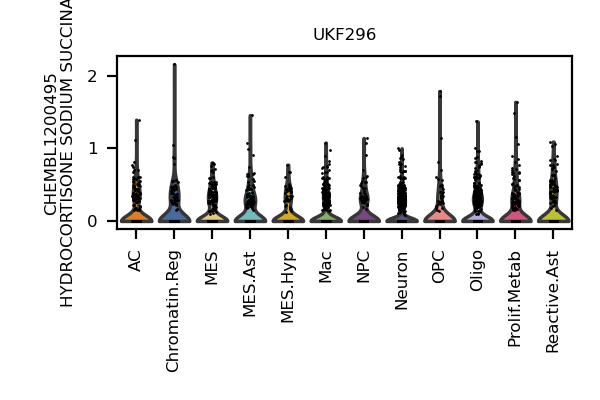 UKF296
CHEMBL1200495
HYDROCORTISONE SODIUM
2
1
0
AC
Chromatin.Reg
MES
MES.Ast
MES.Hyp
Mac
NPC
Neuron
OPC
Oligo
Prolif.Metab
Reactive.Ast